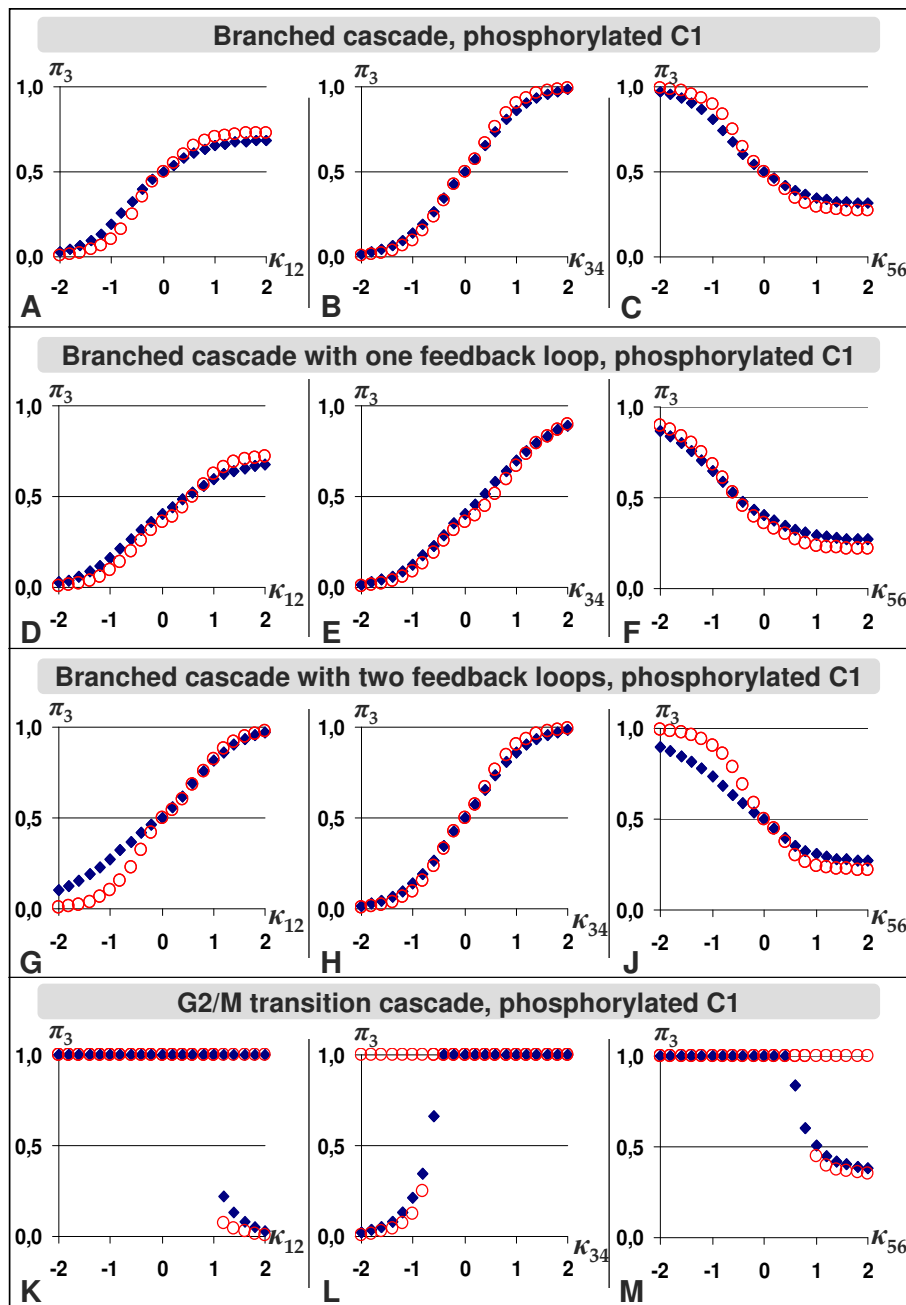 Branched cascade, phosphorylated C1
π3 π3 π3
1,0 1,0 1,0
0,5 0,5 0,5
0,0 0,0 0,0
κ12 κ34 κ56
-2 -1 0 1 2 -2 -1 0 1 2 -2 -1 0 1 2
A B C
Branched cascade with one feedback loop, phosphorylated C1
π3 π3 π3
1,0 1,0 1,0
0,5 0,5 0,5
0,0 0,0 0,0
κ12 κ34 κ56
-2 -1 0 1 2 -2 -1 0 1 2 -2 -1 0 1 2
D E F
Branched cascade with two feedback loops, phosphorylated C1
π3 π3 π3
1,0 1,0 1,0
0,5 0,5 0,5
0,0 0,0 0,0
κ12 κ34 κ56
-2 -1 0 1 2 -2 -1 0 1 2 -2 -1 0 1 2
G H J
G2/M transition cascade, phosphorylated C1
π3 π3 π3
1,0 1,0 1,0
0,5 0,5 0,5
0,0 0,0 0,0
κ12 κ34 κ56
-2 -1 0 1 2 -2 -1 0 1 2 -2 -1 0 1 2
K L M